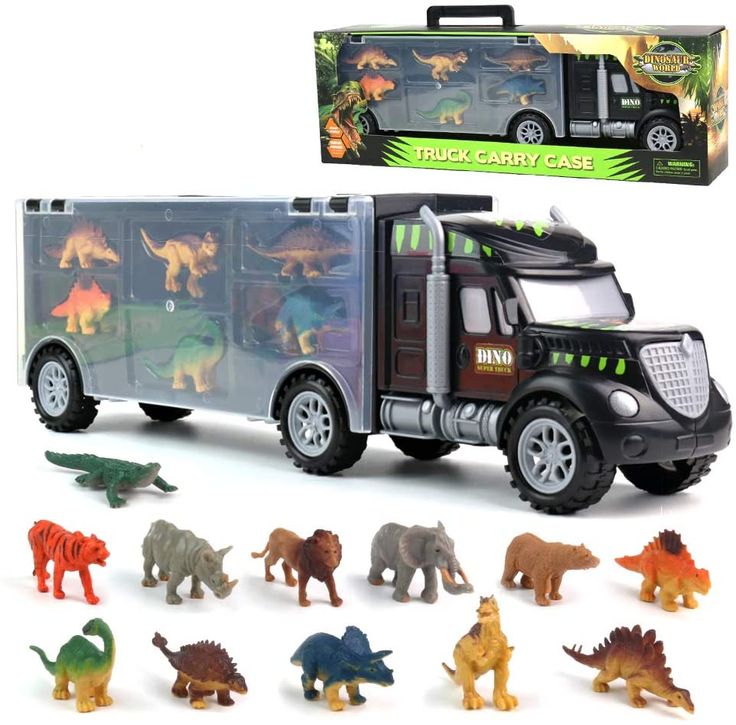 DINOSAUR
WORLD
DINO
TRUCK CARRY CASE
WARNING:
DINO
SUPER TRUCK